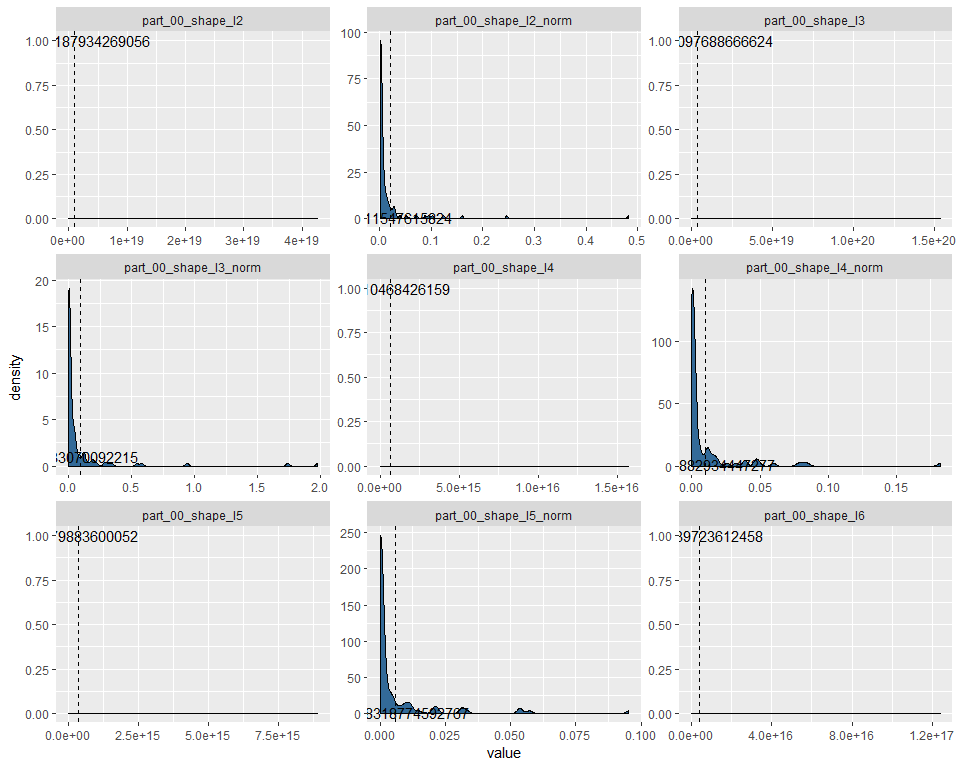 part_00_shape_I2 part_00_shape_I2_norm part_00_shape_I3
1.00 0.75 0.50 0.25 0.00
187934269056
0e+00 1e+19 2e+19 3e+19 4e+19
100 75 50 25 0
0.0 0.1 0.2 0.3 0.4 0.5
1.00 0.75 0.50 0.25 0.00
097688666624
0.0e+00 5.0e+19 1.0e+20 1.5e+20
part_00_shape_I3_norm part_00_shape_I4 part_00_shape_I4_norm
20 15 10 5 0
0.0 0.5 1.0 1.5 2.0
1.00 0.75 0.50 0.25 0.00
0468426159
0.0e+00 5.0e+15 1.0e+16 1.5e+16
100 50 0
0.00 0.05 0.10 0.15
part_00_shape_I5 part_00_shape_I5_norm part_00_shape_I6
1.00 0.75 0.50 0.25 0.00
79883600052
0.0e+00 2.5e+15 5.0e+15 7.5e+15
250 200 150 100 50 0
0.000 0.025 0.050 0.075 0.100
1.00 0.75 0.50 0.25 0.00
39723612458
0.0e+00 4.0e+16 8.0e+16 1.2e+17
density
value